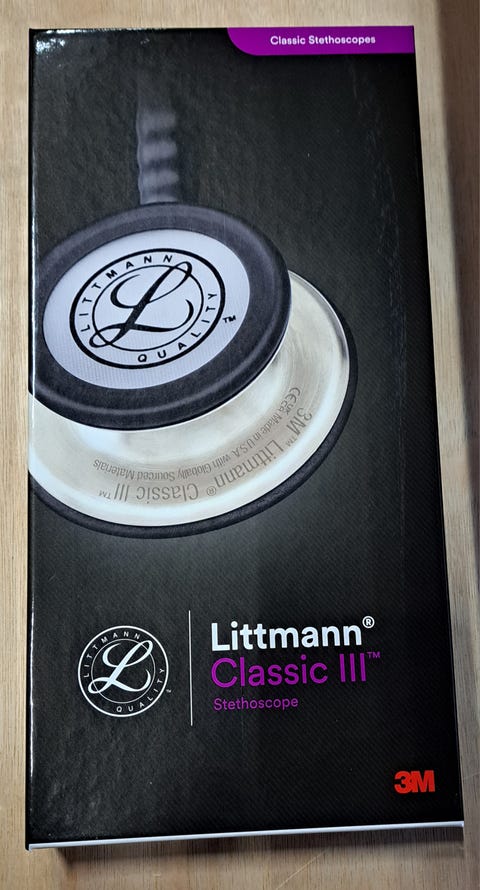 Classic Stethoscopes
LITTMANN
L
QUALITY
TM
3M™ Littmann® Classic III™
Made in U.S.A. with Globally Sourced Materials
LITTMANN
L
QUALITY
Littmann®
Classic III™
Stethoscope
3M